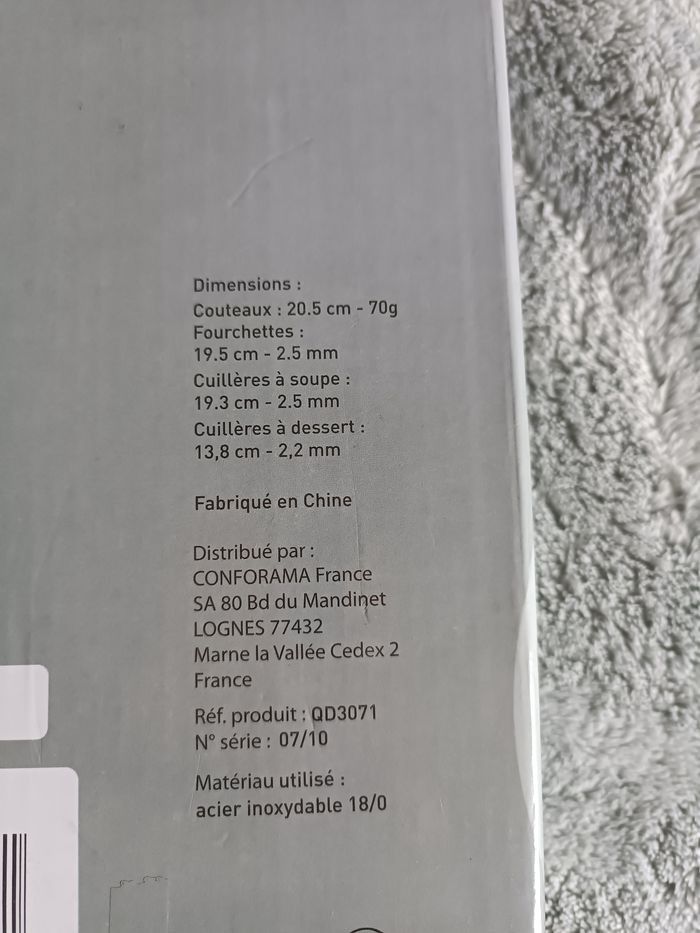 Dimensions :
Couteaux : 20.5 cm - 70g
Fourchettes :
19.5 cm - 2.5 mm
Cuillères à soupe :
19.3 cm - 2.5 mm
Cuillères à dessert :
13,8 cm - 2,2 mm
Fabriqué en Chine
Distribué par :
CONFORAMA France
SA 80 Bd du Mandinet
LOGNES 77432
Marne la Vallée Cedex 2
France
Réf. produit : QD3071
N° série : 07/10
Matériau utilisé :
acier inoxydable 18/0